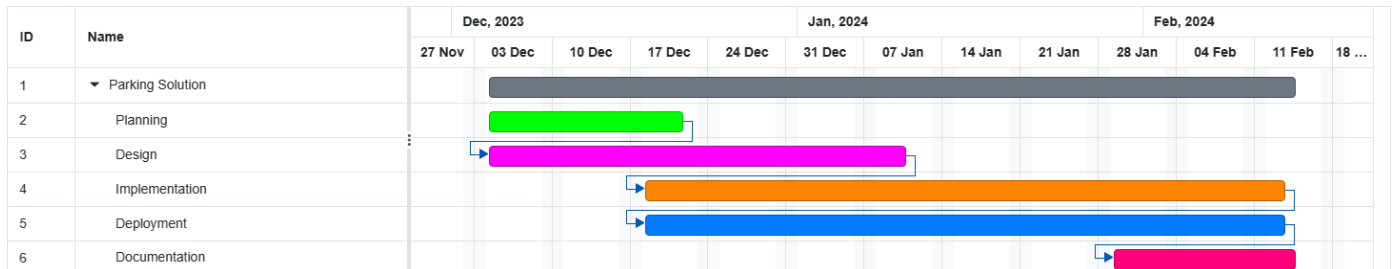 ID Name Dec, 2023 Jan, 2024 Feb, 2024
27 Nov 03 Dec 10 Dec 17 Dec 24 Dec 31 Dec 07 Jan 14 Jan 21 Jan 28 Jan 04 Feb 11 Feb 18 ...
1 Parking Solution
2 Planning
3 Design
4 Implementation
5 Deployment
6 Documentation